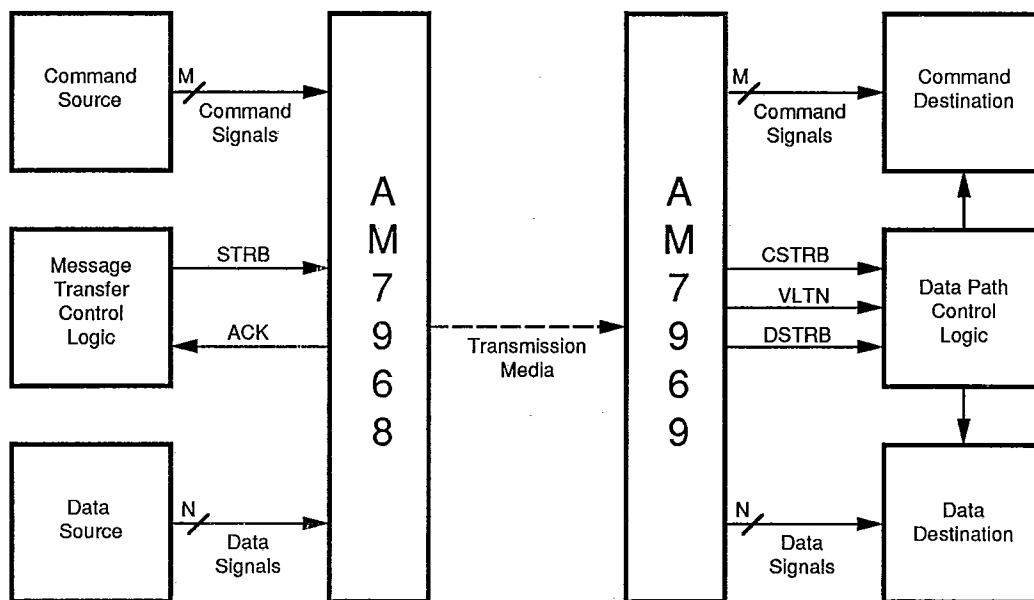 Command
Source
M
Command
Signals
Message
Transfer
Control
Logic
STRB
ACK
Data
Source
N
Data
Signals
A
M
7
9
6
8
Transmission
Media
A
M
7
9
6
9
M
Command
Signals
Command
Destination
CSTRB
VLTN
DSTRB
Data Path
Control
Logic
N
Data
Signals
Data
Destination